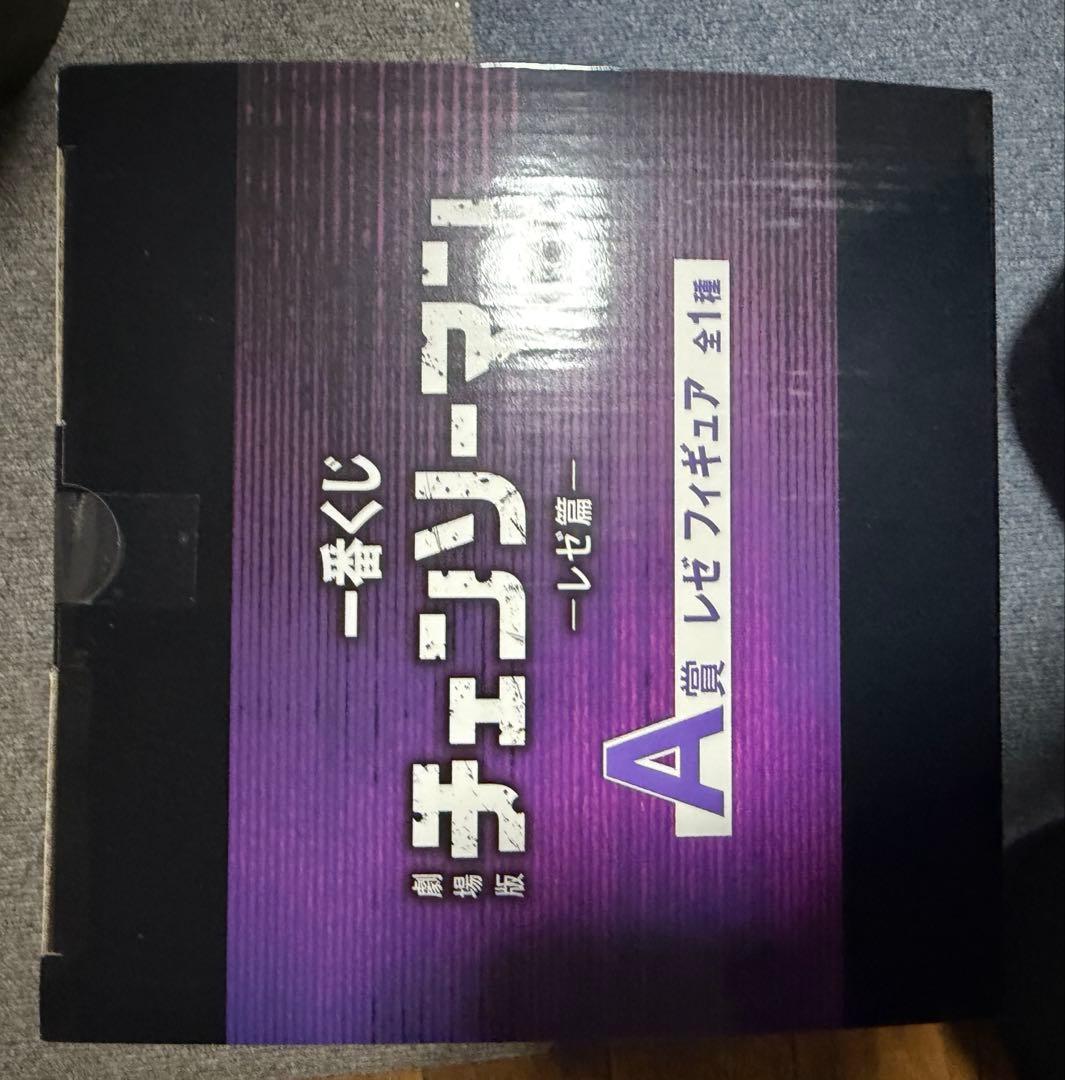 一番くじ
劇場版
チェンソーマン
ーレゼ篇ー
A賞 レゼ フィギュア 全1種